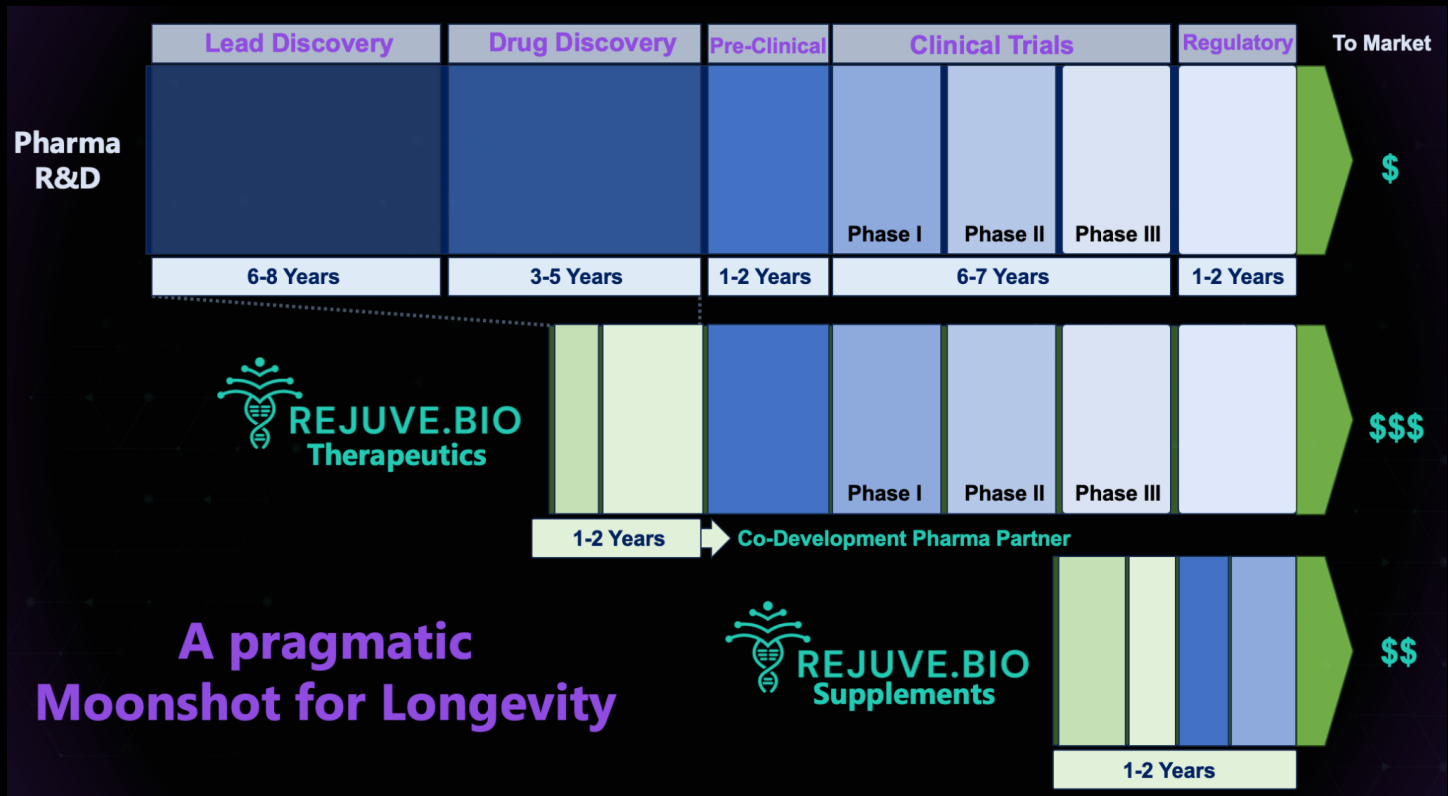 Lead Discovery
Drug Discovery
Pre-Clinical
Clinical Trials
Regulatory
To Market
Pharma
R&D
Phase I
Phase II
Phase III
$
6-8 Years
3-5 Years
1-2 Years
6-7 Years
1-2 Years
REJUVE.BIO
Therapeutics
Phase I
Phase II
Phase III
$$$
1-2 Years
Co-Development Pharma Partner
A pragmatic
Moonshot for Longevity
REJUVE.BIO
Supplements
$$
1-2 Years